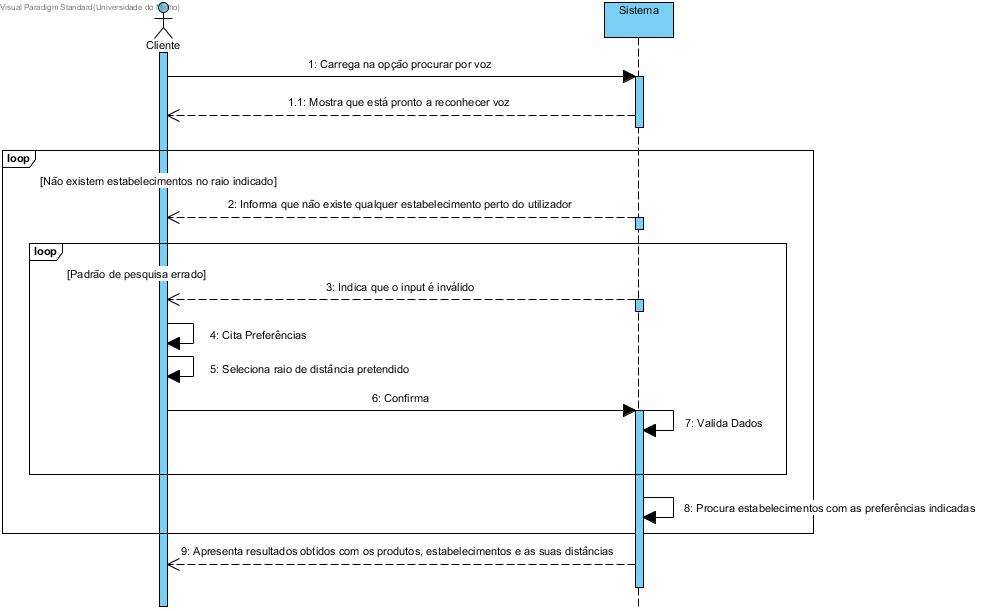 Visual Paradigm Standard(Universidade do Minho)
Sistema
Cliente
1: Carrega na opção procurar por voz
1.1: Mostra que está pronto a reconhecer voz
loop
[Não existem estabelecimentos no raio indicado]
2: Informa que não existe qualquer estabelecimento perto do utilizador
loop
[Padrão de pesquisa errado]
3: Indica que o input é inválido
4: Cita Preferências
5: Seleciona raio de distância pretendido
6: Confirma
7: Valida Dados
8: Procura estabelecimentos com as preferências indicadas
9: Apresenta resultados obtidos com os produtos, estabelecimentos e as suas distâncias